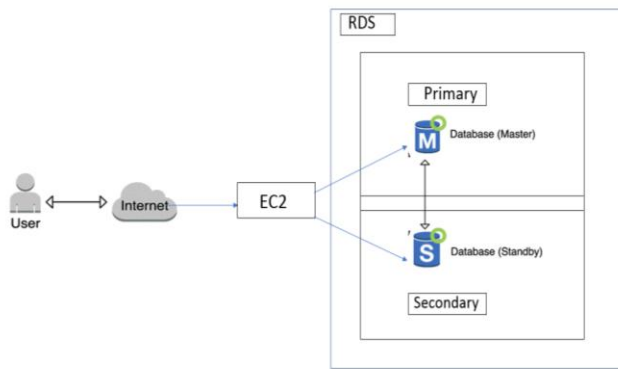 RDS
Primary
M
Database (Master)
User
Internet
EC2
S
Database (Standby)
Secondary